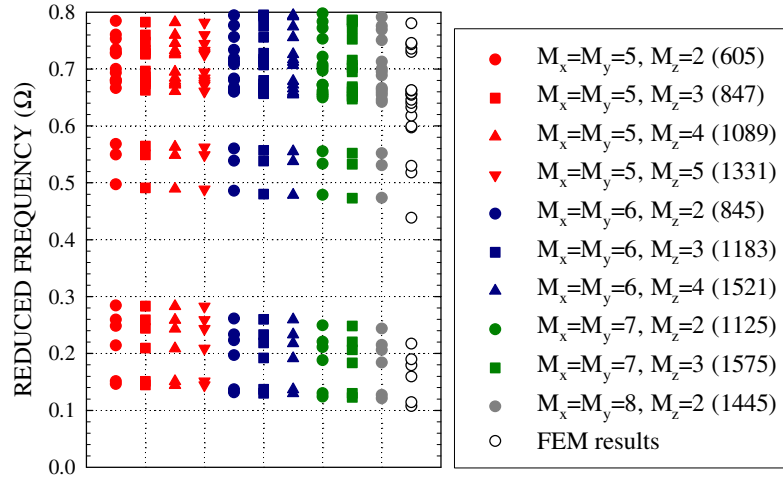 REDUCED FREQUENCY (Ω)
0.8
0.7
0.6
0.5
0.4
0.3
0.2
0.1
0.0
M_x=M_y=5, M_z=2 (605)
M_x=M_y=5, M_z=3 (847)
M_x=M_y=5, M_z=4 (1089)
M_x=M_y=5, M_z=5 (1331)
M_x=M_y=6, M_z=2 (845)
M_x=M_y=6, M_z=3 (1183)
M_x=M_y=6, M_z=4 (1521)
M_x=M_y=7, M_z=2 (1125)
M_x=M_y=7, M_z=3 (1575)
M_x=M_y=8, M_z=2 (1445)
FEM results